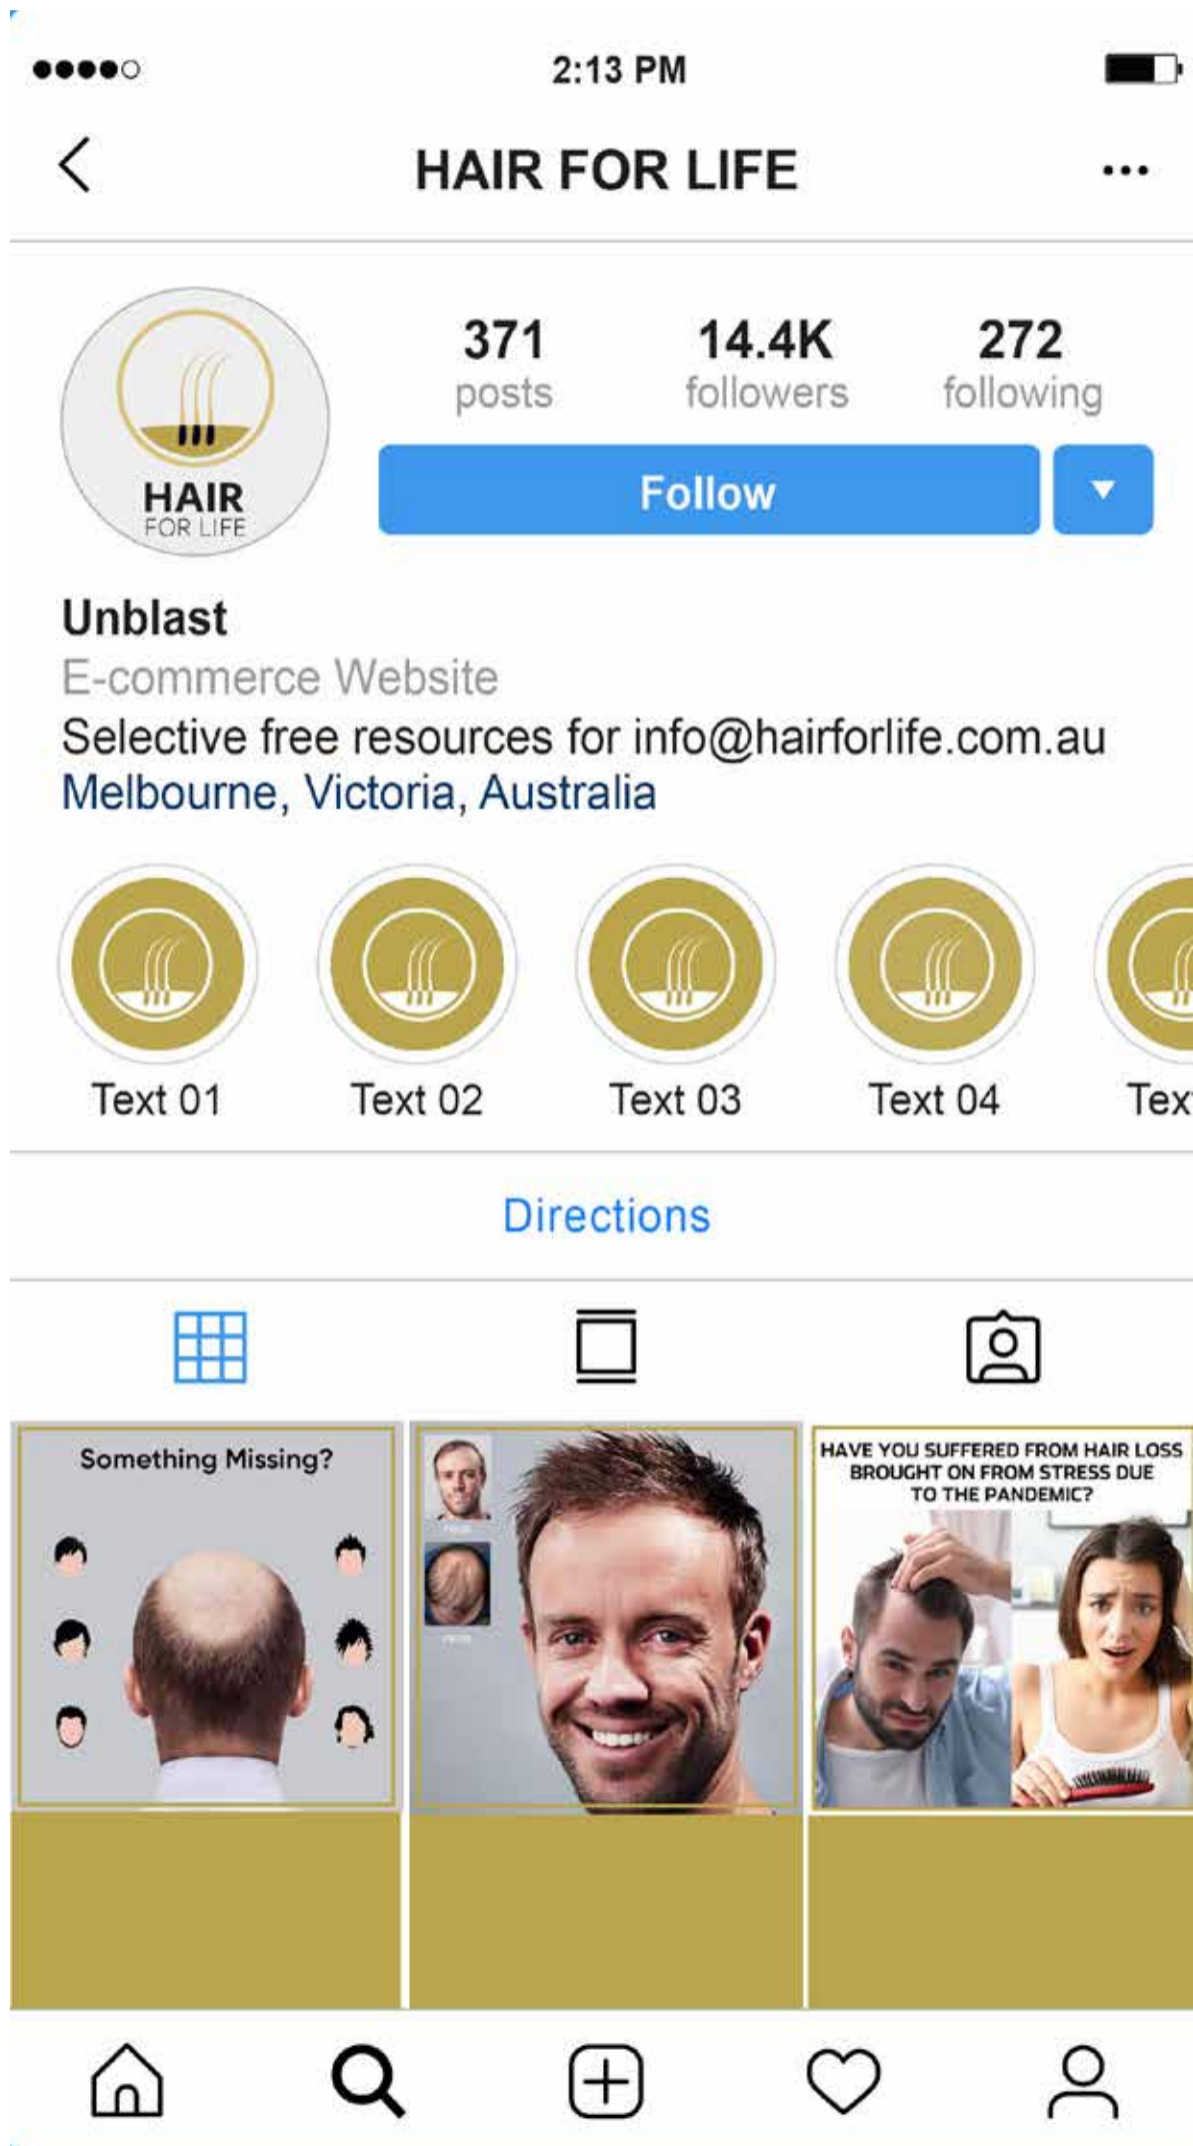 2:13 PM
HAIR FOR LIFE
371
14.4K
272
posts
followers
following
HAIR
FOR LIFE
Follow
Unblast
E-commerce Website
Selective free resources for info@hairforlife.com.au
Melbourne, Victoria, Australia
Text 01
Text 02
Text 03
Text 04
Directions
Something Missing?
HAVE YOU SUFFERED FROM HAIR LOSS
BROUGHT ON FROM STRESS DUE
TO THE PANDEMIC?